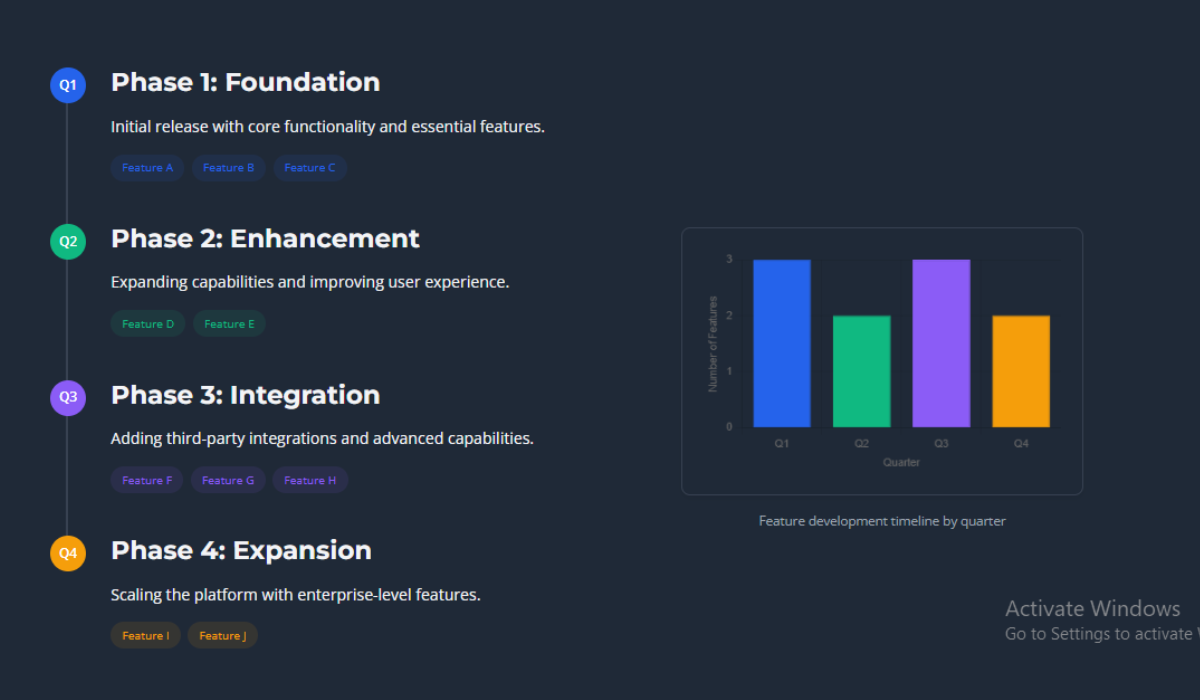 Q1
Phase 1: Foundation
Initial release with core functionality and essential features.
Feature A Feature B Feature C
Q2
Phase 2: Enhancement
Expanding capabilities and improving user experience.
Feature D Feature E
Q3
Phase 3: Integration
Adding third-party integrations and advanced capabilities.
Feature F Feature G Feature H
Q4
Phase 4: Expansion
Scaling the platform with enterprise-level features.
Feature I Feature J
Number of Features
3
2
1
0
Q1 Q2 Q3 Q4
Quarter
Feature development timeline by quarter
Activate Windows
Go to Settings to activate